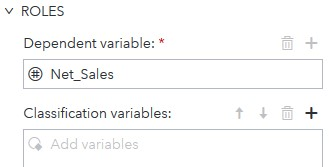 ROLES
Dependent variable: *
Net_Sales
Classification variables:
Add variables